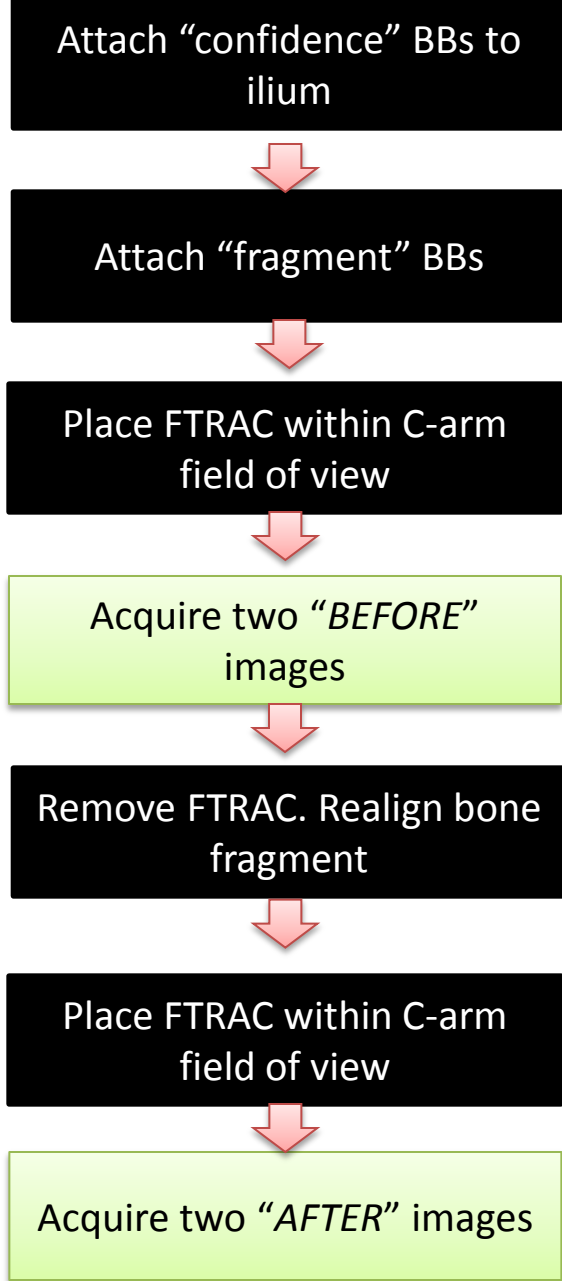 Attach “confidence” BBs to
ilium
Attach “fragment” BBs
Place FTRAC within C-arm
field of view
Acquire two “BEFORE”
images
Remove FTRAC. Realign bone
fragment
Place FTRAC within C-arm
field of view
Acquire two “AFTER” images